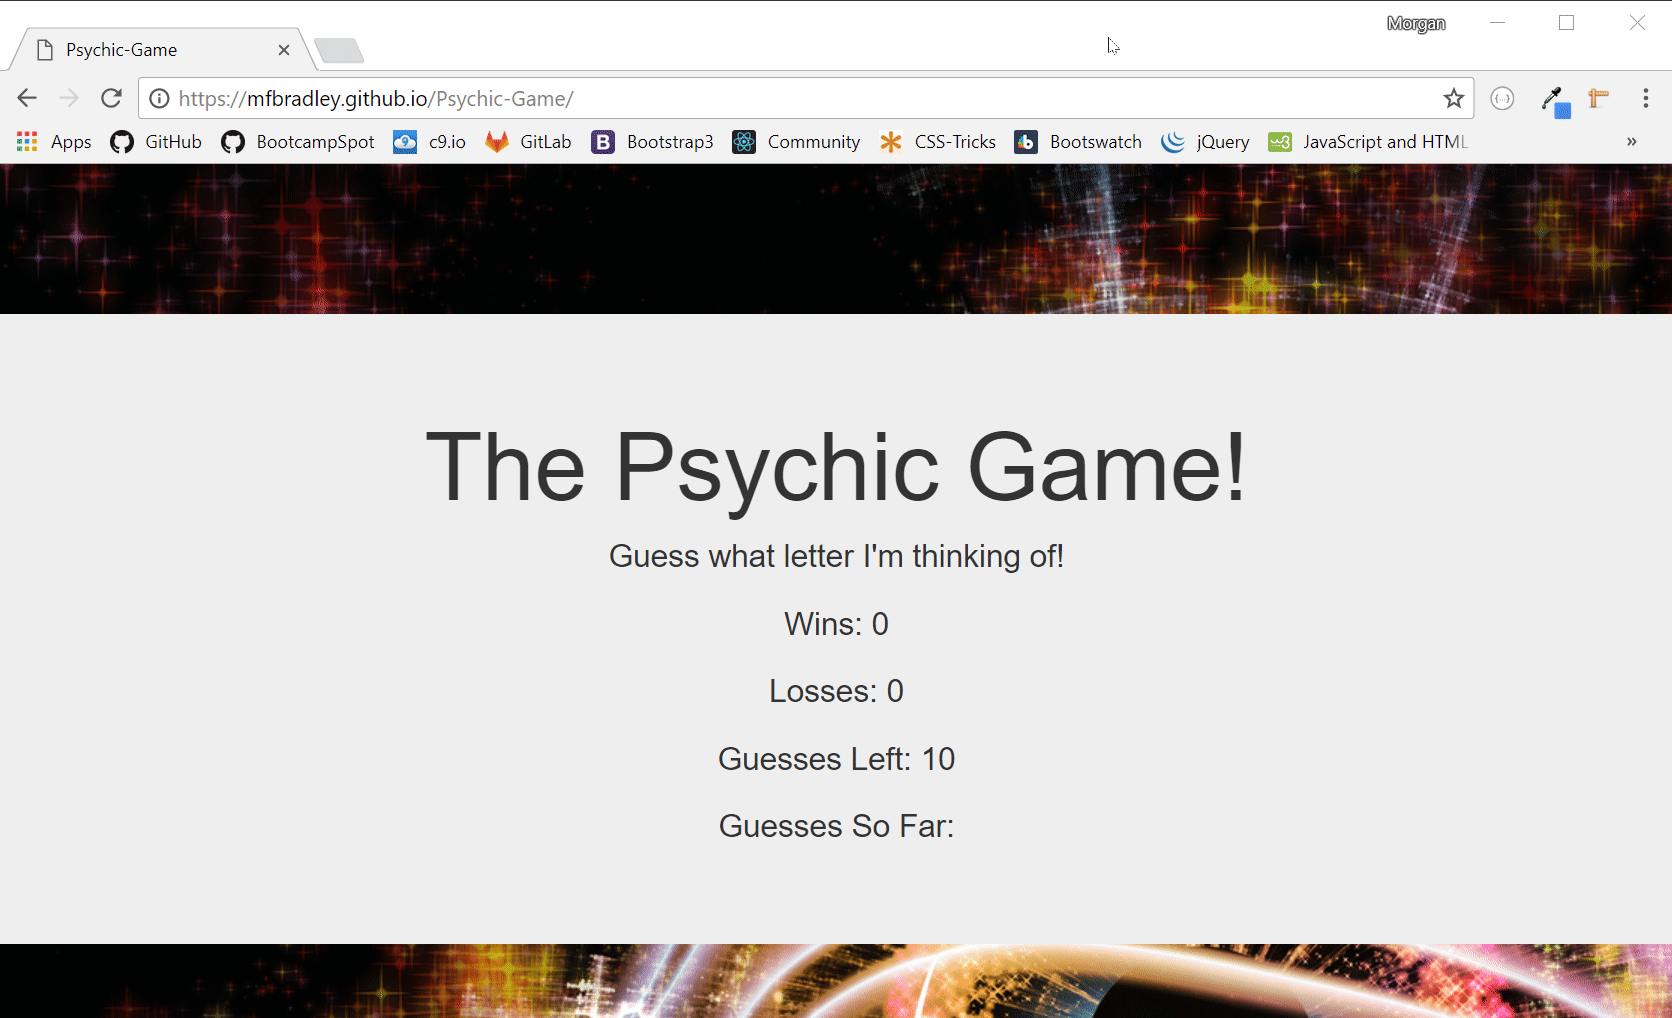 Morgan
Psychic-Game
https://mfbradley.github.io/Psychic-Game/
Apps GitHub BootcampSpot c9.io GitLab Bootstrap3 Community CSS-Tricks Bootswatch jQuery JavaScript and HTML »
The Psychic Game!
Guess what letter I'm thinking of!
Wins: 0
Losses: 0
Guesses Left: 10
Guesses So Far: